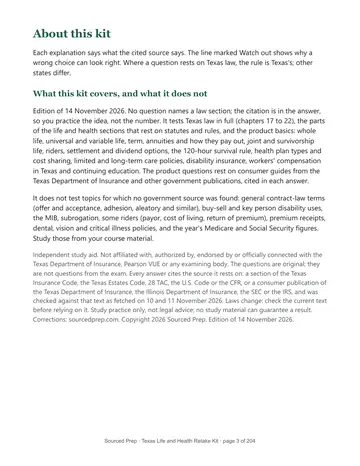 About this kit
Each explanation says what the cited source says. The line marked Watch out shows why a
wrong choice can look right. Where a question rests on Texas law, the rule is Texas's; other
states differ.
What this kit covers, and what it does not
Edition of 14 November 2026. No question names a law section; the citation is in the answer,
so you practice the idea, not the number. It tests Texas law in full (chapters 17 to 22), the parts
of the life and health sections that rest on statutes and rules, and the product basics: whole
life, universal and variable life, term, annuities and how they pay out, joint and survivorship
life, riders, settlement and dividend options, the 120-hour survival rule, health plan types and
cost sharing, limited and long-term care policies, disability insurance, workers' compensation
in Texas and continuing education. The product questions rest on consumer guides from the
Texas Department of Insurance and other government publications, cited in each answer.
It does not test topics for which no government source was found: general contract-law terms
(offer and acceptance, adhesion, aleatory and similar), buy-sell and key person disability uses,
the MIB, subrogation, some riders (payor, cost of living, return of premium), premium receipts,
dental, vision and critical illness policies, and the year's Medicare and Social Security figures.
Study those from your course material.
Independent study aid. Not affiliated with, authorized by, endorsed by or officially connected with the
Texas Department of Insurance, Pearson VUE or any examining body. The questions are original; they
are not questions from the exam. Every answer cites the source it rests on: a section of the Texas
Insurance Code, the Texas Estates Code, 28 TAC, the U.S. Code or the CFR, or a consumer publication of
the Texas Department of Insurance, the Illinois Department of Insurance, the SEC or the IRS, and was
checked against that text as fetched on 10 and 11 November 2026. Laws change: check the current text
before relying on it. Study practice only, not legal advice; no study material can guarantee a result.
Corrections: sourcedprep.com. Copyright 2026 Sourced Prep. Edition of 14 November 2026.
Sourced Prep · Texas Life and Health Retake Kit · page 3 of 204